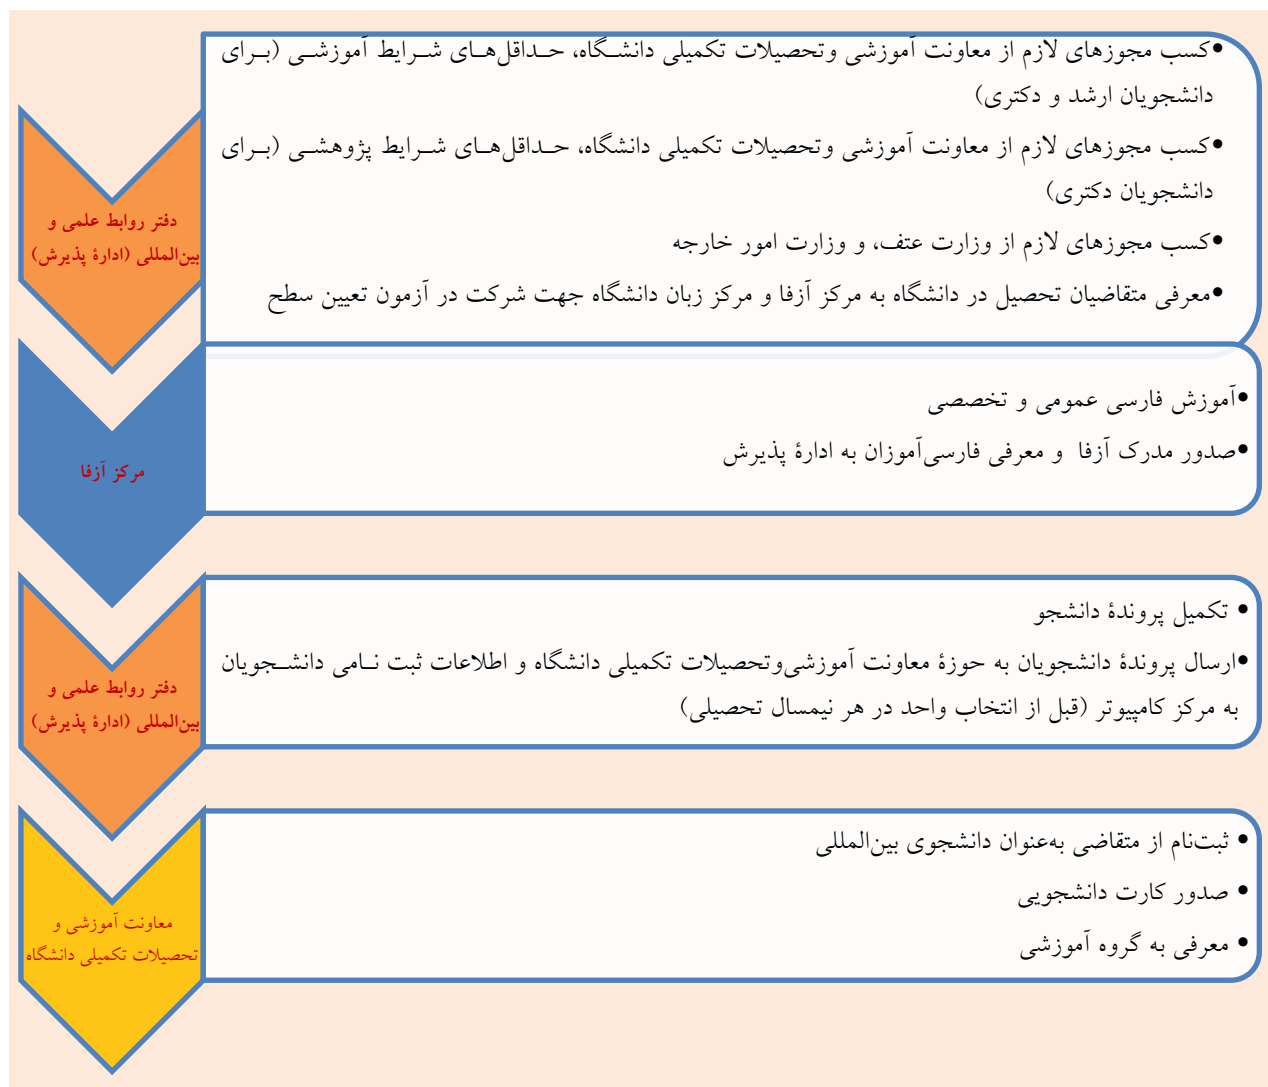 •کسب مجوزهای لازم از معاونت آموزشی وتحصیلات تکمیلی دانشگاه، حداقل‌های شرایط آموزشی (برای
دانشجویان ارشد و دکتری)
•کسب مجوزهای لازم از معاونت آموزشی وتحصیلات تکمیلی دانشگاه، حداقل‌های شرایط پژوهشی (برای
دانشجویان دکتری)
•کسب مجوزهای لازم از وزارت عتف، و وزارت امور خارجه
•معرفی متقاضیان تحصیل در دانشگاه به مرکز آزفا و مرکز زبان دانشگاه جهت شرکت در آزمون تعیین سطح
دفتر روابط علمی و
بین‌المللی (ادارۀ پذیرش)
•آموزش فارسی عمومی و تخصصی
•صدور مدرک آزفا و معرفی فارسی‌آموزان به ادارۀ پذیرش
مرکز آزفا
• تکمیل پروندۀ دانشجو
•ارسال پروندۀ دانشجویان به حوزۀ معاونت آموزشی‌وتحصیلات تکمیلی دانشگاه و اطلاعات ثبت نامی دانشجویان
به مرکز کامپیوتر (قبل از انتخاب واحد در هر نیمسال تحصیلی)
دفتر روابط علمی و
بین‌المللی (ادارۀ پذیرش)
• ثبت‌نام از متقاضی به‌عنوان دانشجوی بین‌المللی
• صدور کارت دانشجویی
• معرفی به گروه آموزشی
معاونت آموزشی و
تحصیلات تکمیلی دانشگاه